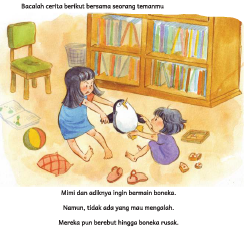 Bacalah cerita berikut bersama seorang temanmu
Mimi dan adiknya ingin bermain boneka.
Namun, tidak ada yang mau mengalah.
Mereka pun berebut hingga boneka rusak.